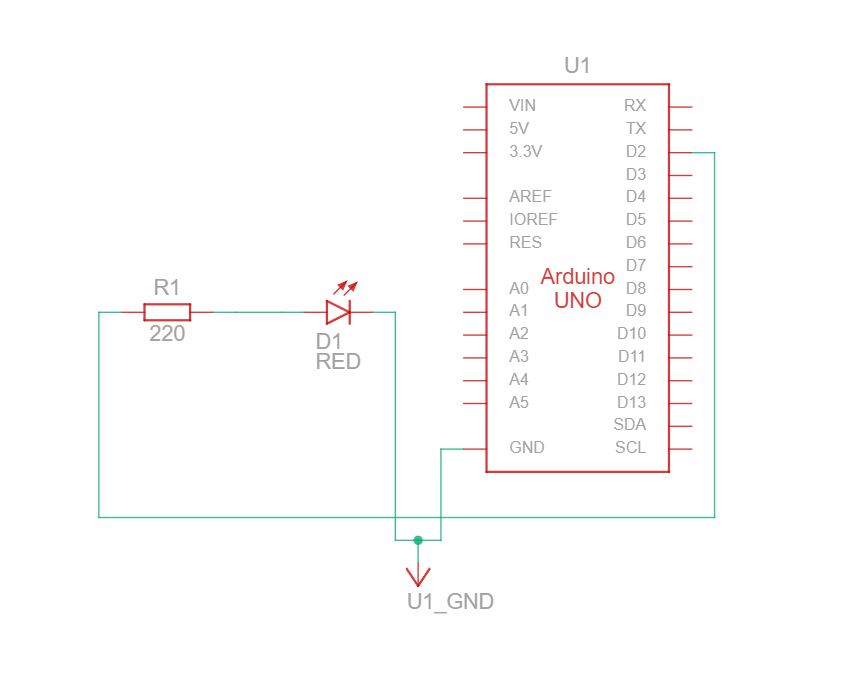 U1
VIN
RX
5V
TX
3.3V
D2
D3
AREF
D4
IOREF
D5
RES
D6
D7
Arduino
UNO
A0
D8
A1
D9
A2
D10
A3
D11
A4
D12
A5
D13
SDA
GND
SCL
R1
220
D1
RED
U1_GND